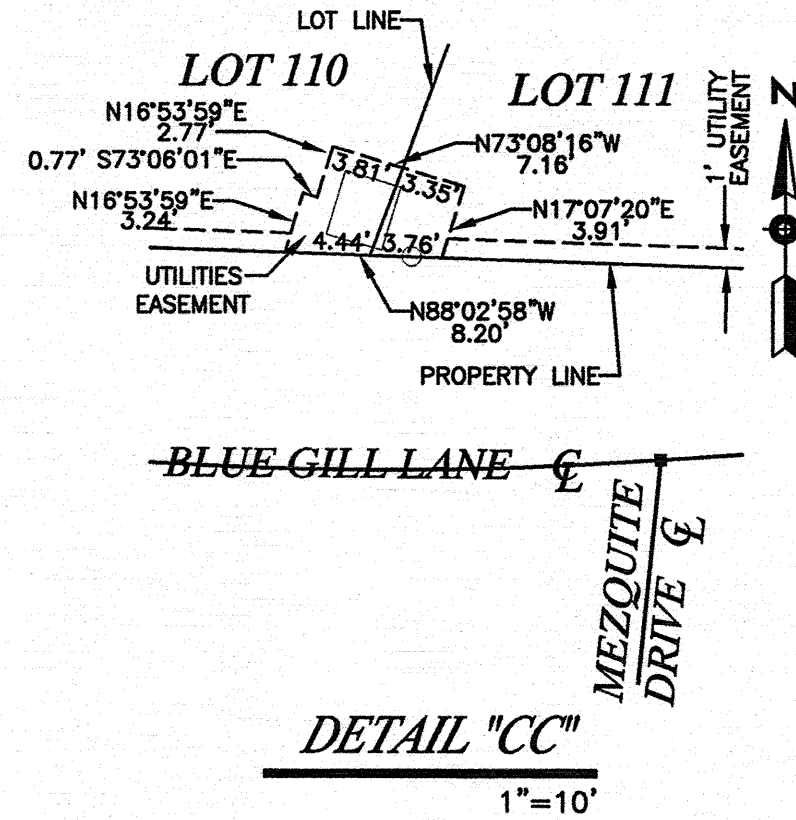 LOT LINE
LOT 110
LOT 111
1' UTILITY
EASEMENT
N
N16°53'59"E
2.77'
0.77' S73°06'01"E
N16°53'59"E
3.24'
3.81'
3.35'
N73°08'16"W
7.16'
N17°07'20"E
3.91'
4.44'
3.76'
UTILITIES
EASEMENT
N88°02'58"W
8.20'
PROPERTY LINE
BLUE GILL LANE ℄
MEZQUITE
DRIVE ℄
DETAIL "CC"
1"=10'